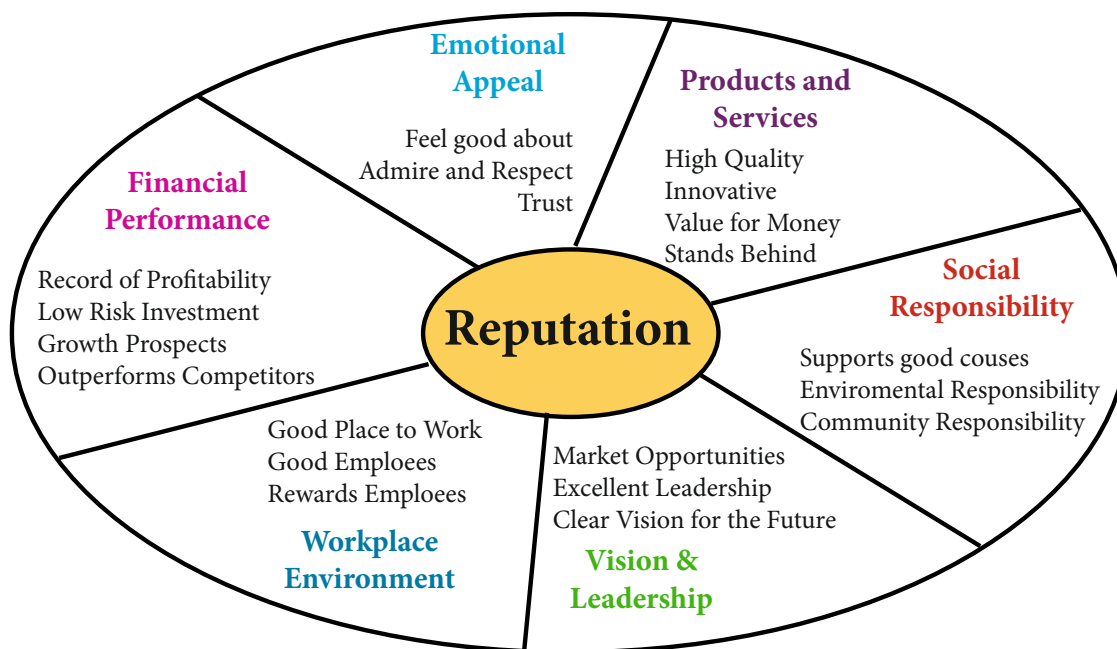 Emotional
Appeal
Feel good about
Admire and Respect
Trust
Products and
Services
High Quality
Innovative
Value for Money
Stands Behind
Social
Responsibility
Supports good couses
Enviromental Responsibility
Community Responsibility
Market Opportunities
Excellent Leadership
Clear Vision for the Future
Vision &
Leadership
Good Place to Work
Good Emploees
Rewards Emploees
Workplace
Environment
Financial
Performance
Record of Profitability
Low Risk Investment
Growth Prospects
Outperforms Competitors
Reputation